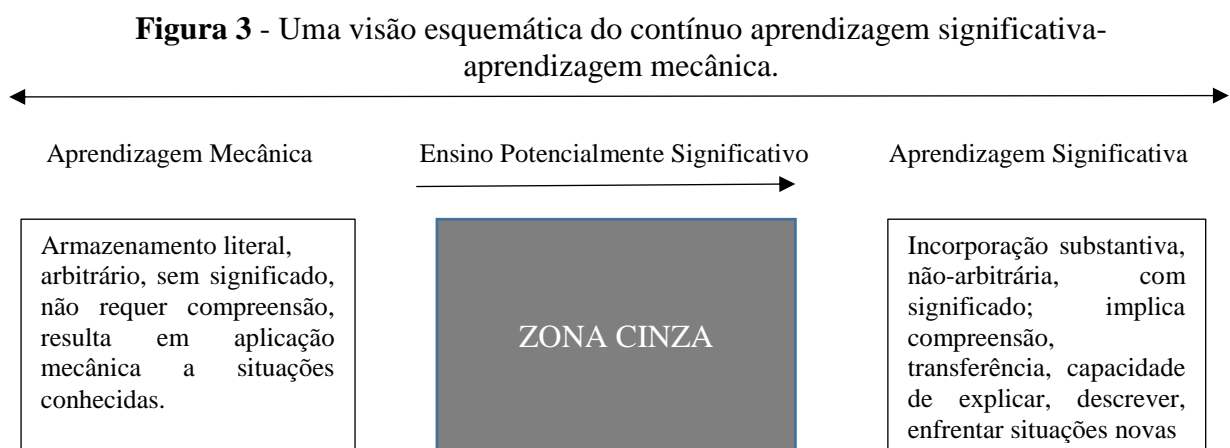 Figura 3 - Uma visão esquemática do contínuo aprendizagem significativa-
aprendizagem mecânica.
Aprendizagem Mecânica
Ensino Potencialmente Significativo
Aprendizagem Significativa
Armazenamento literal,
arbitrário, sem significado,
não requer compreensão,
resulta em aplicação
mecânica a situações
conhecidas.
ZONA CINZA
Incorporação substantiva,
não-arbitrária, com
significado; implica
compreensão,
transferência, capacidade
de explicar, descrever,
enfrentar situações novas